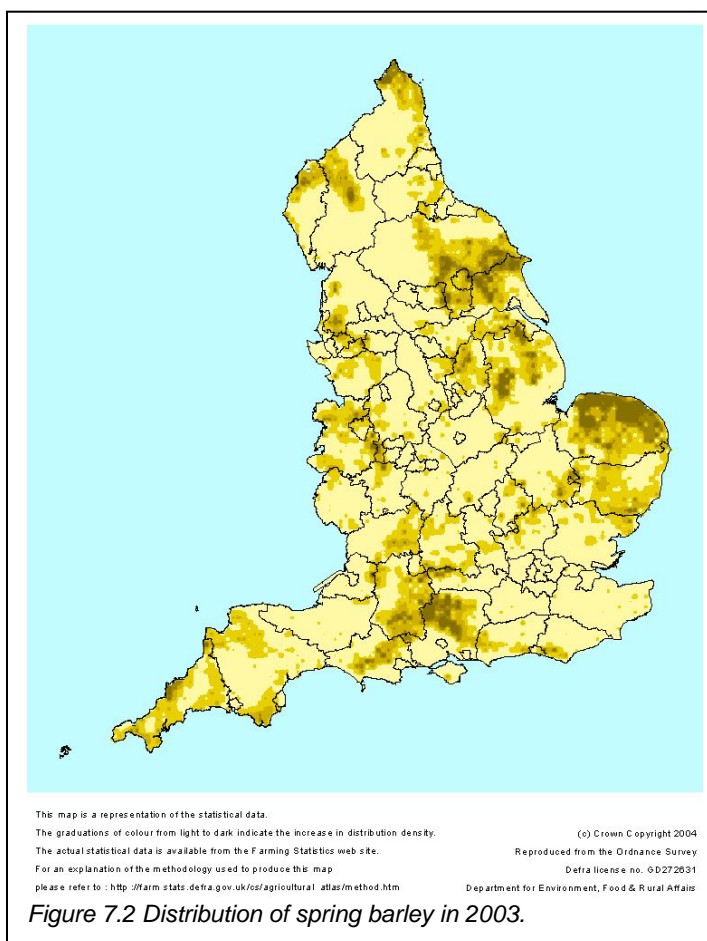 This map is a representation of the statistical data.
The graduations of colour from light to dark indicate the increase in distribution density.
The actual statistical data is available from the Farming Statistics web site.
For an explanation of the methodology used to produce this map
please refer to : http://farm stats.defra.gov.uk/cs/agricultural_atlas/method.htm
(c) Crown Copyright 2004
Reproduced from the Ordnance Survey
Defra license no. GD272631
Department for Environment, Food & Rural Affairs
Figure 7.2 Distribution of spring barley in 2003.